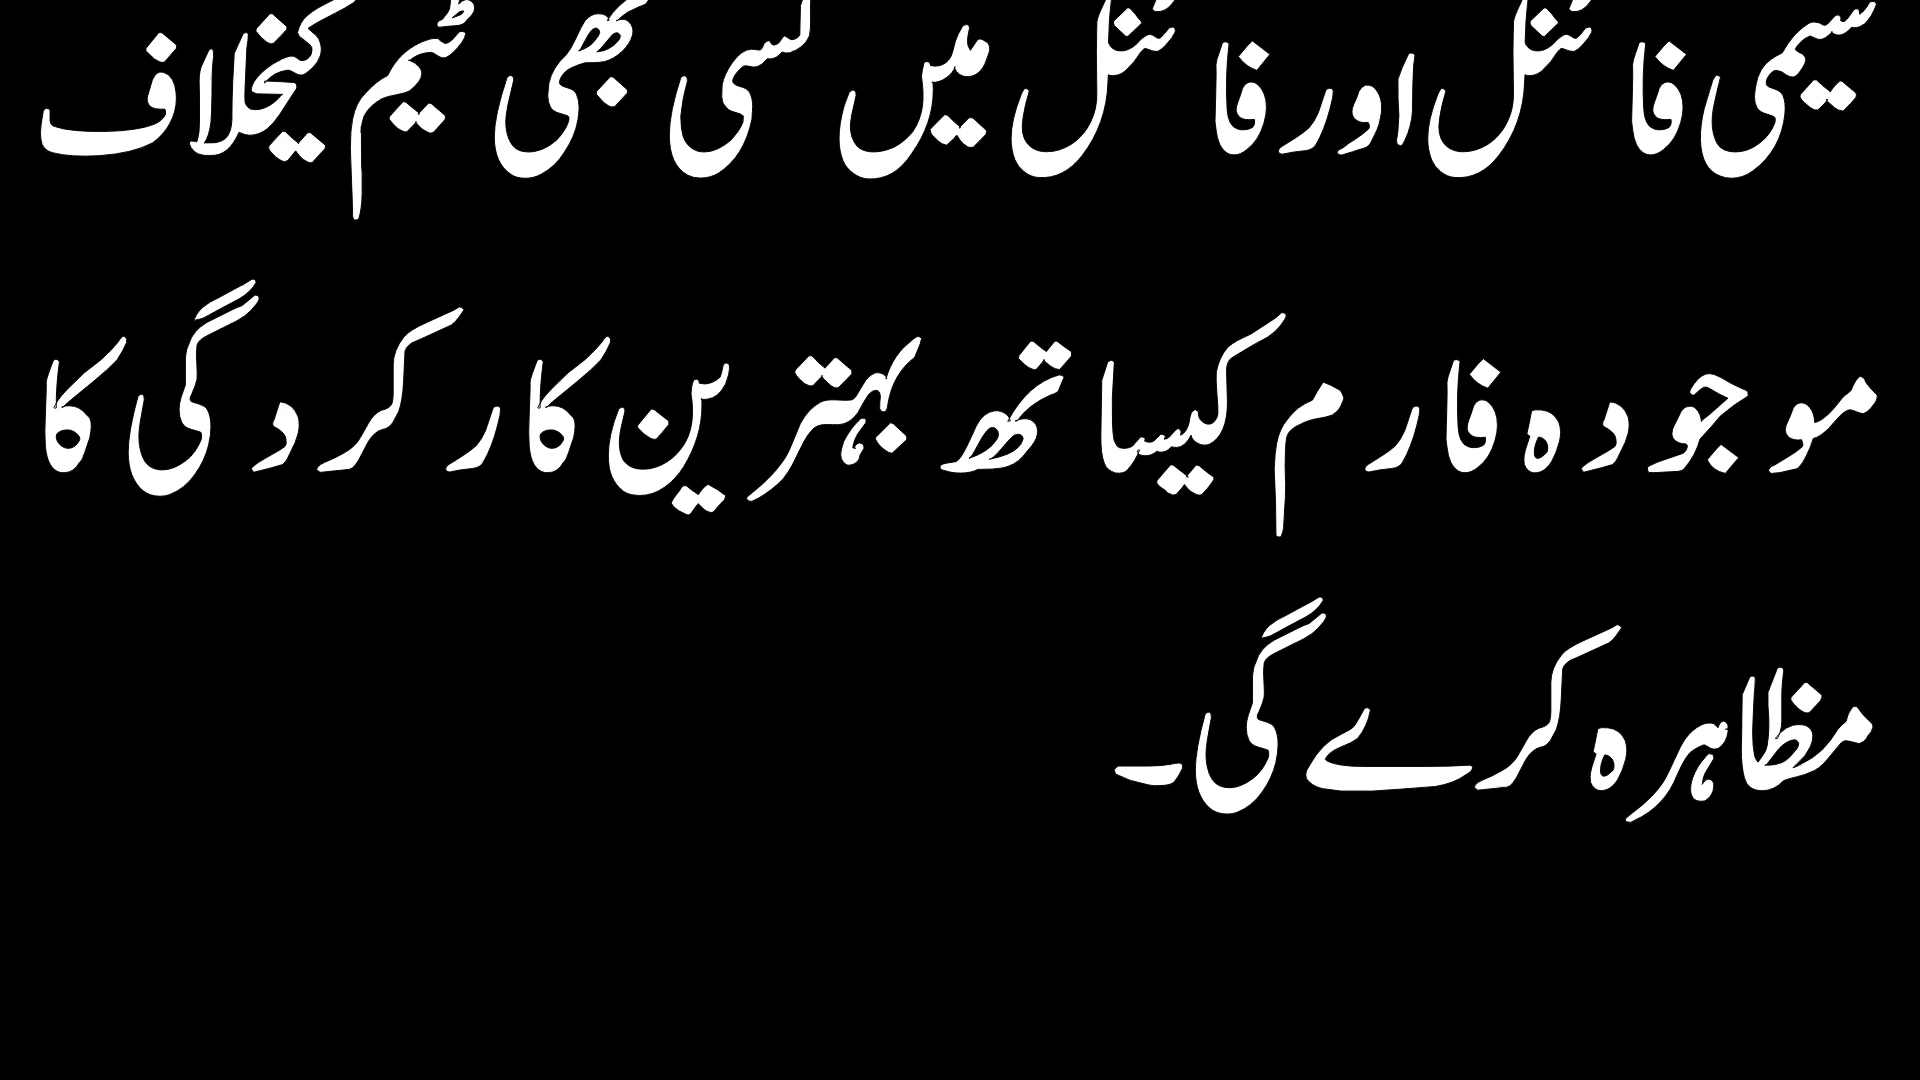 سیمی فائنل اور فائنل میں کسی بھی ٹیم کیخلاف
موجودہ فارم کیساتھ بہترین کارکردگی کا
مظاہرہ کرے گی۔